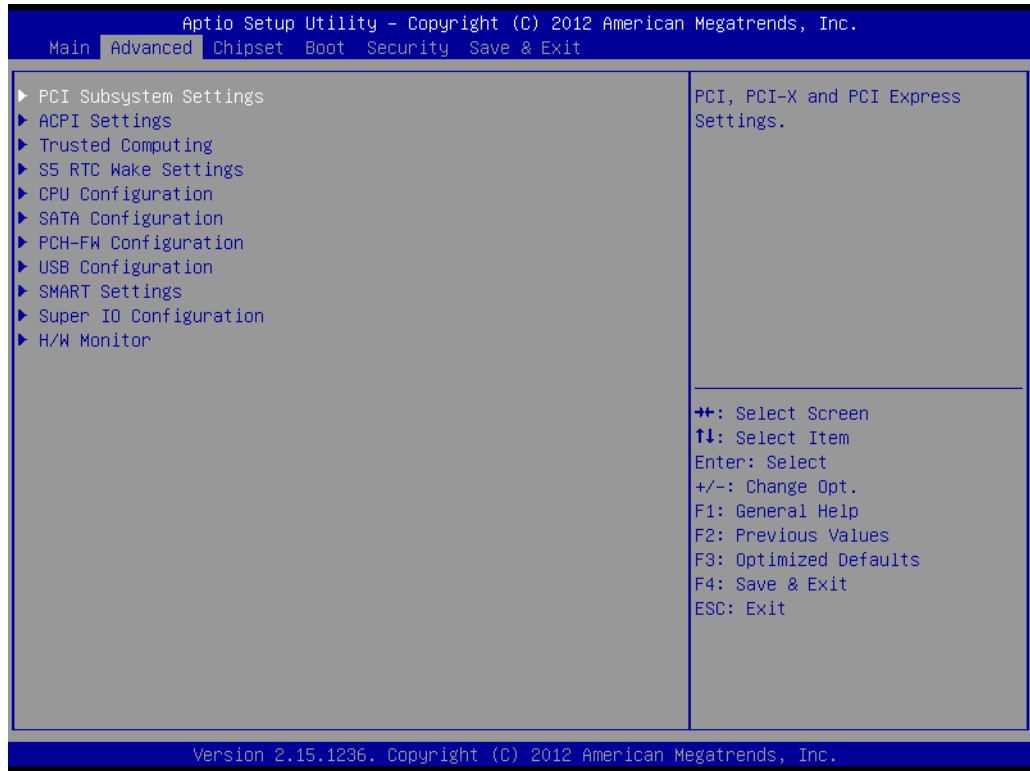 Aptio Setup Utility – Copyright (C) 2012 American Megatrends, Inc.
Main Advanced Chipset Boot Security Save & Exit
▶ PCI Subsystem Settings
▶ ACPI Settings
▶ Trusted Computing
▶ S5 RTC Wake Settings
▶ CPU Configuration
▶ SATA Configuration
▶ PCH-FW Configuration
▶ USB Configuration
▶ SMART Settings
▶ Super IO Configuration
▶ H/W Monitor
PCI, PCI-X and PCI Express
Settings.
→←: Select Screen
↑↓: Select Item
Enter: Select
+/-: Change Opt.
F1: General Help
F2: Previous Values
F3: Optimized Defaults
F4: Save & Exit
ESC: Exit
Version 2.15.1236. Copyright (C) 2012 American Megatrends, Inc.